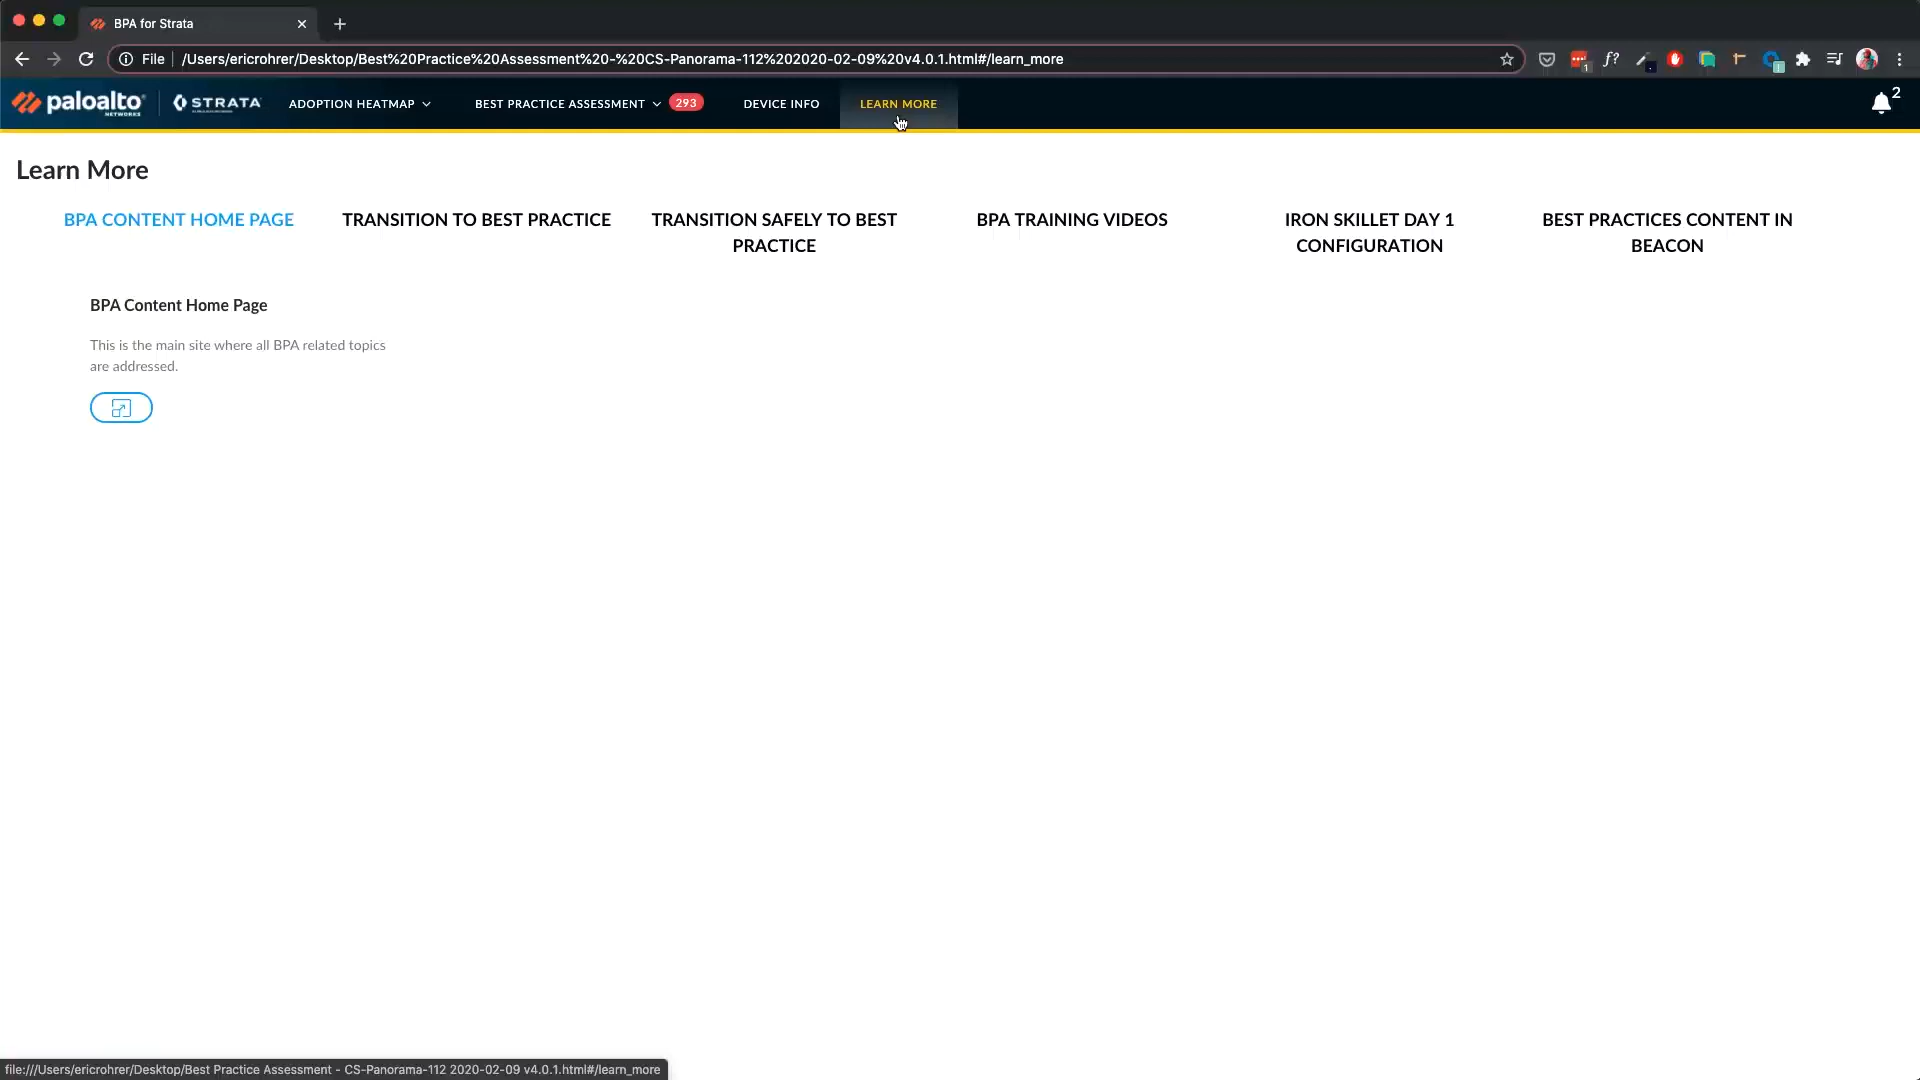 BPA for Strata
File /Users/ericrohrer/Desktop/Best%20Practice%20Assessment%20-%20CS-Panorama-112%202020-02-09%20v4.0.1.html#/learn_more
1
f?
paloalto
NETWORKS
STRATA
ADOPTION HEATMAP
BEST PRACTICE ASSESSMENT 293
DEVICE INFO
LEARN MORE
2
Learn More
BPA CONTENT HOME PAGE
TRANSITION TO BEST PRACTICE
TRANSITION SAFELY TO BEST
PRACTICE
BPA TRAINING VIDEOS
IRON SKILLET DAY 1
CONFIGURATION
BEST PRACTICES CONTENT IN
BEACON
BPA Content Home Page
This is the main site where all BPA related topics
are addressed.
file:///Users/ericrohrer/Desktop/Best Practice Assessment - CS-Panorama-112 2020-02-09 v4.0.1.html#/learn_more